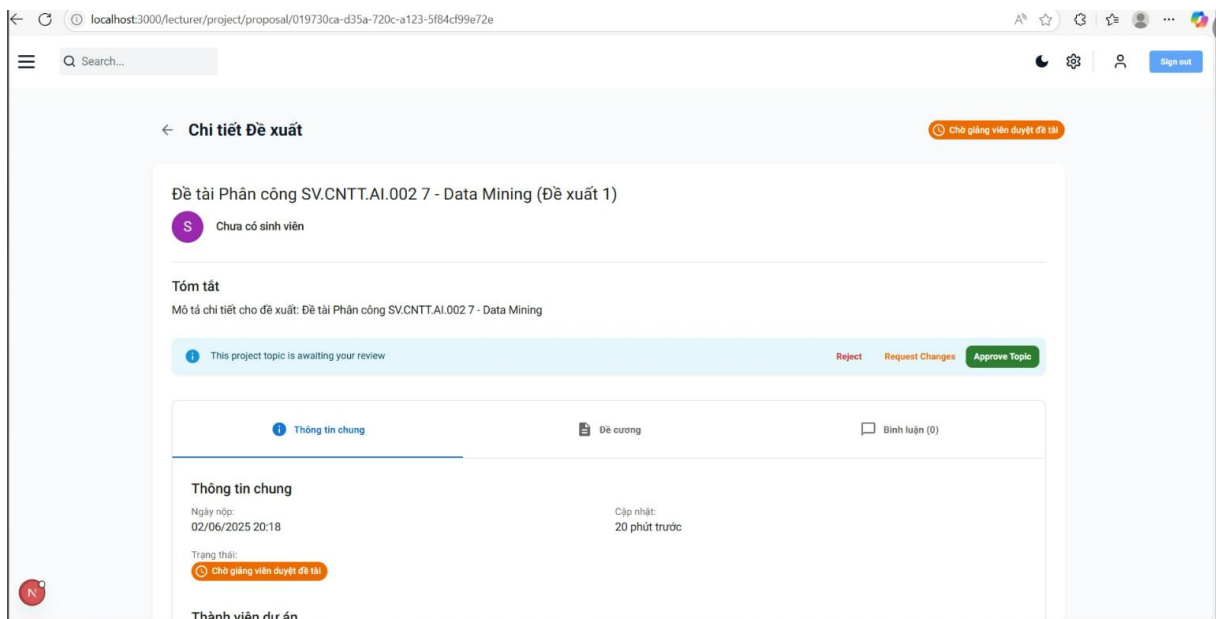 localhost:3000/lecturer/project/proposal/019730ca-d35a-720c-a123-5f84cf99e72e
Search...
Sign out
Chi tiết Đề xuất
Chờ giảng viên duyệt đề tài
Đề tài Phân công SV.CNTT.AI.002 7 - Data Mining (Đề xuất 1)
S
Chưa có sinh viên
Tóm tắt
Mô tả chi tiết cho đề xuất: Đề tài Phân công SV.CNTT.AI.002 7 - Data Mining
This project topic is awaiting your review
Reject
Request Changes
Approve Topic
Thông tin chung
Đề cương
Bình luận (0)
Thông tin chung
Ngày nộp:
Cập nhật:
02/06/2025 20:18
20 phút trước
Trạng thái:
Chờ giảng viên duyệt đề tài
N
Thành viên dự án